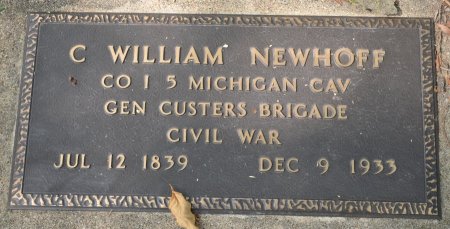 C WILLIAM NEWHOFF
CO I 5 MICHIGAN CAV
GEN CUSTERS BRIGADE
CIVIL WAR
JUL 12 1839 DEC 9 1933